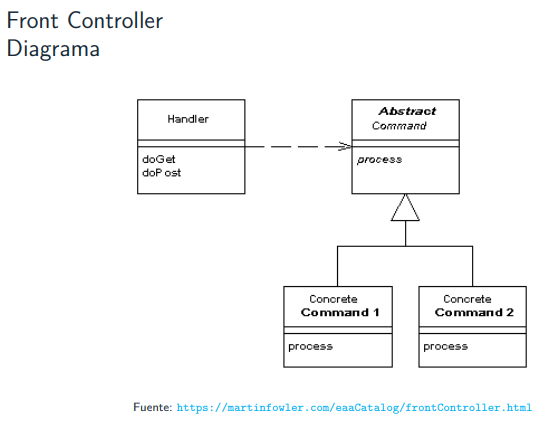 Front Controller
Diagrama
Handler
doGet
doPost
Abstract
Command
process
Concrete
Command 1
process
Concrete
Command 2
process
Fuente: https://martinfowler.com/eaaCatalog/frontController.html